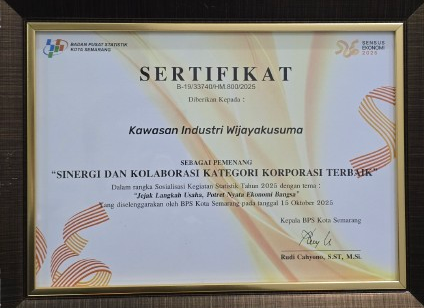 BADAN PUSAT STATISTIK
KOTA SEMARANG
SENSUS
EKONOMI
SERTIFIKAT
B-19/33740/HM.800/2025
Diberikan Kepada :
Kawasan Industri Wijayakusuma
SEBAGAI PEMENANG
"SINERGI DAN KOLABORASI KATEGORI KORPORASI TERBAIK"
Dalam rangka Sosialisasi Kegiatan Statistik Tahun 2025 dengan tema :
"Jejak Langkah Usaha, Potret Nyata Ekonomi Bangsa"
Yang diselenggarakan oleh BPS Kota Semarang pada tanggal 15 Oktober 2025
Kepala BPS Kota Semarang
Rudi Cahyono, S.ST, M.Si.